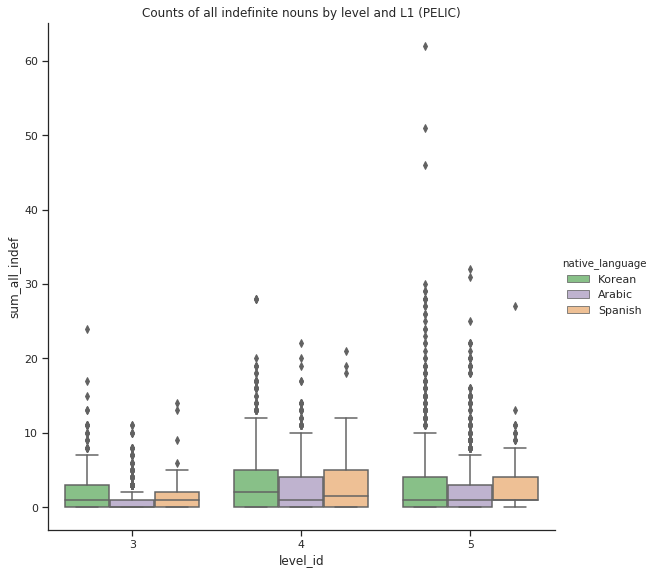 Counts of all indefinite nouns by level and L1 (PELIC)
60
50
40
30
20
10
0
sum_all_indef
3
4
5
level_id
native_language
Korean
Arabic
Spanish